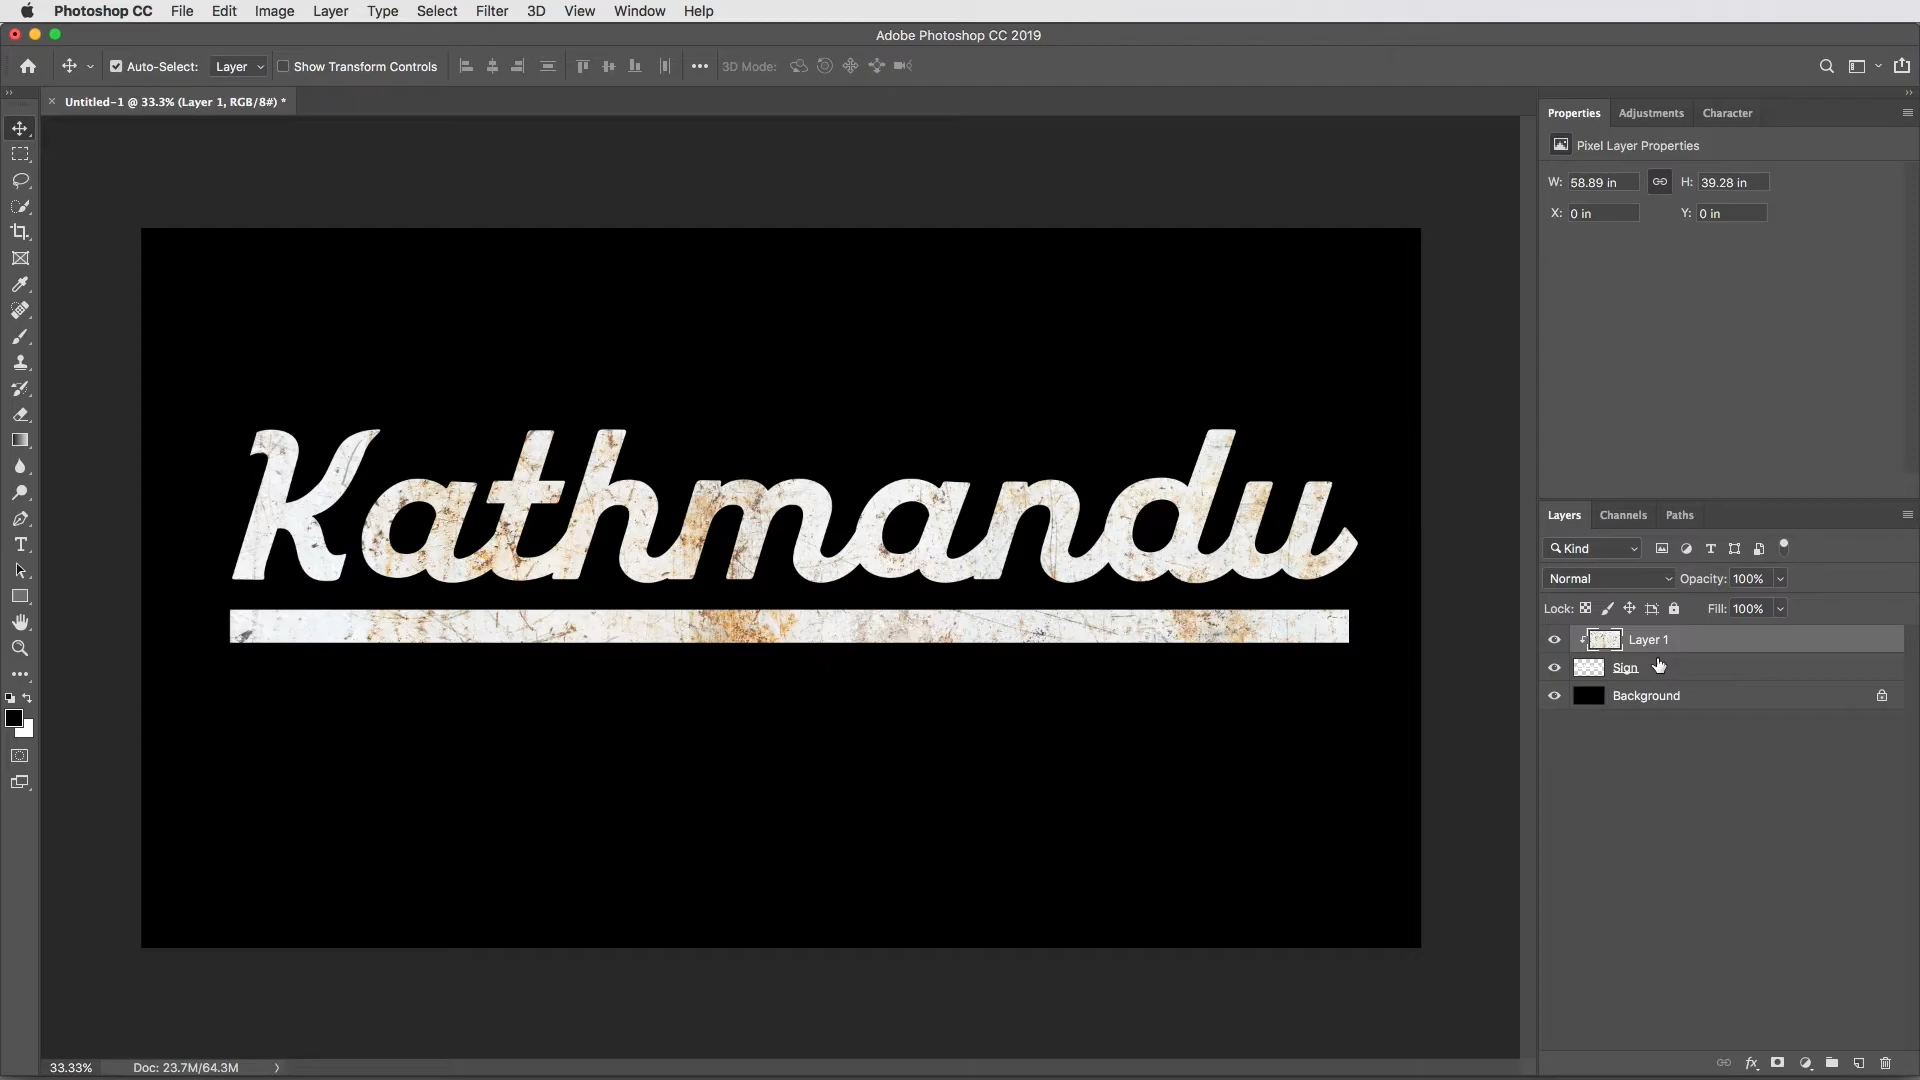 Photoshop CC File Edit Image Layer Type Select Filter 3D View Window Help
Adobe Photoshop CC 2019
Auto-Select: Layer Show Transform Controls 3D Mode:
Untitled-1 @ 33.3% (Layer 1, RGB/8#) *
Properties Adjustments Character
Pixel Layer Properties
W: 58.89 in H: 39.28 in
X: 0 in Y: 0 in
Kathmandu
Layers Channels Paths
Kind
Normal Opacity: 100%
Lock: Fill: 100%
Layer 1
Sign
Background
33.33% Doc: 23.7M/64.3M